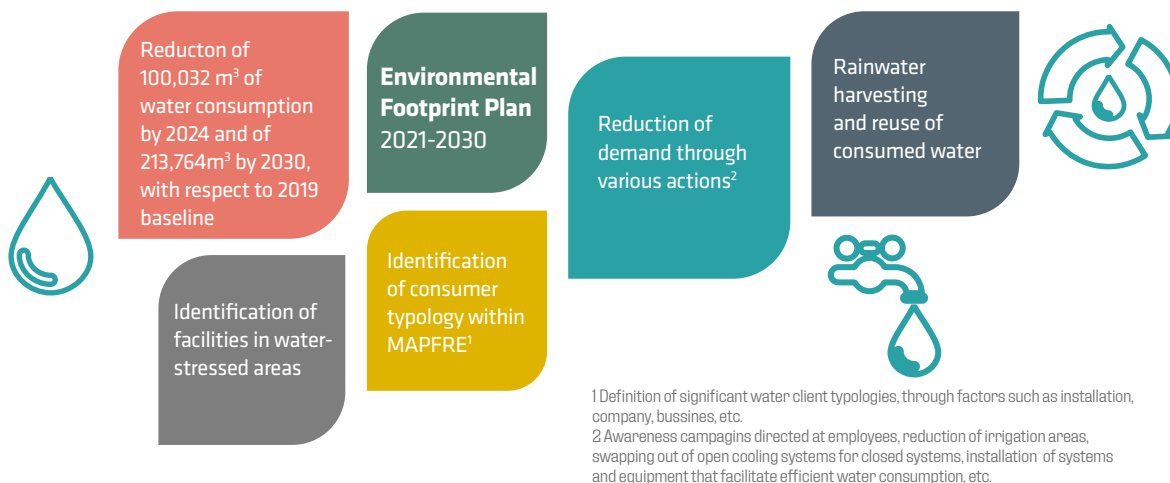 Reducton of
100,032 m³ of
water consumption
by 2024 and of
213,764m³ by 2030,
with respect to 2019
baseline
Environmental
Footprint Plan
2021-2030
Reduction of
demand through
various actions²
Rainwater
harvesting
and reuse of
consumed water
Identification of
facilities in water-
stressed areas
Identification
of consumer
typology within
MAPFRE¹
1 Definition of significant water client typologies, through factors such as installation,
company, bussines, etc.
2 Awareness campagins directed at employees, reduction of irrigation areas,
swapping out of open cooling systems for closed systems, installation of systems
and equipment that facilitate efficient water consumption, etc.